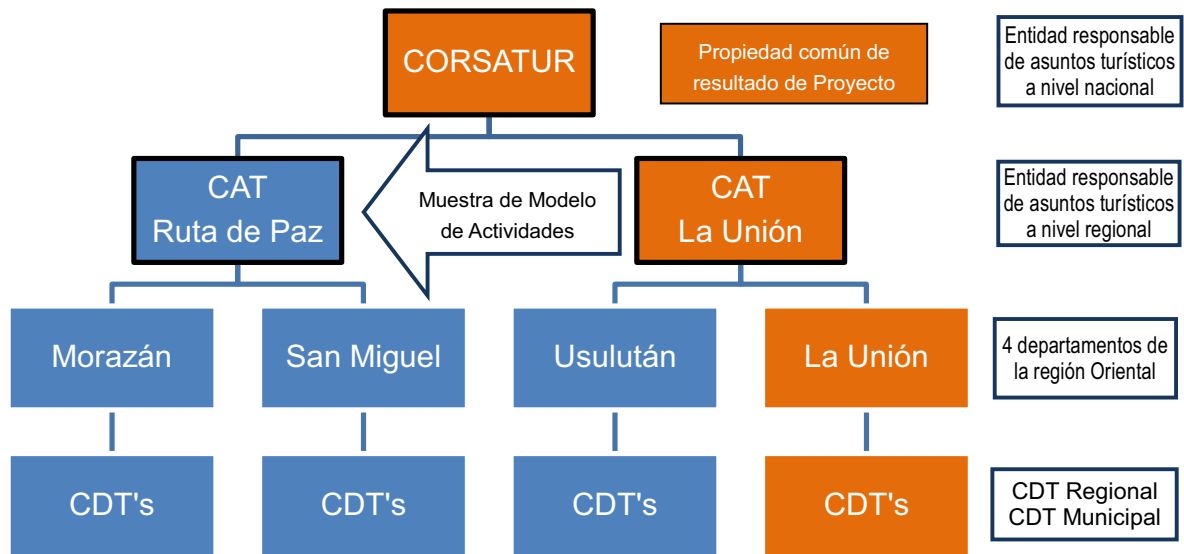 CORSATUR
Propiedad común de
resultado de Proyecto
Entidad responsable
de asuntos turísticos
a nivel nacional
CAT
Ruta de Paz
Muestra de Modelo
de Actividades
CAT
La Unión
Entidad responsable
de asuntos turísticos
a nivel regional
Morazán
San Miguel
Usulután
La Unión
4 departamentos de
la región Oriental
CDT's
CDT's
CDT's
CDT's
CDT Regional
CDT Municipal